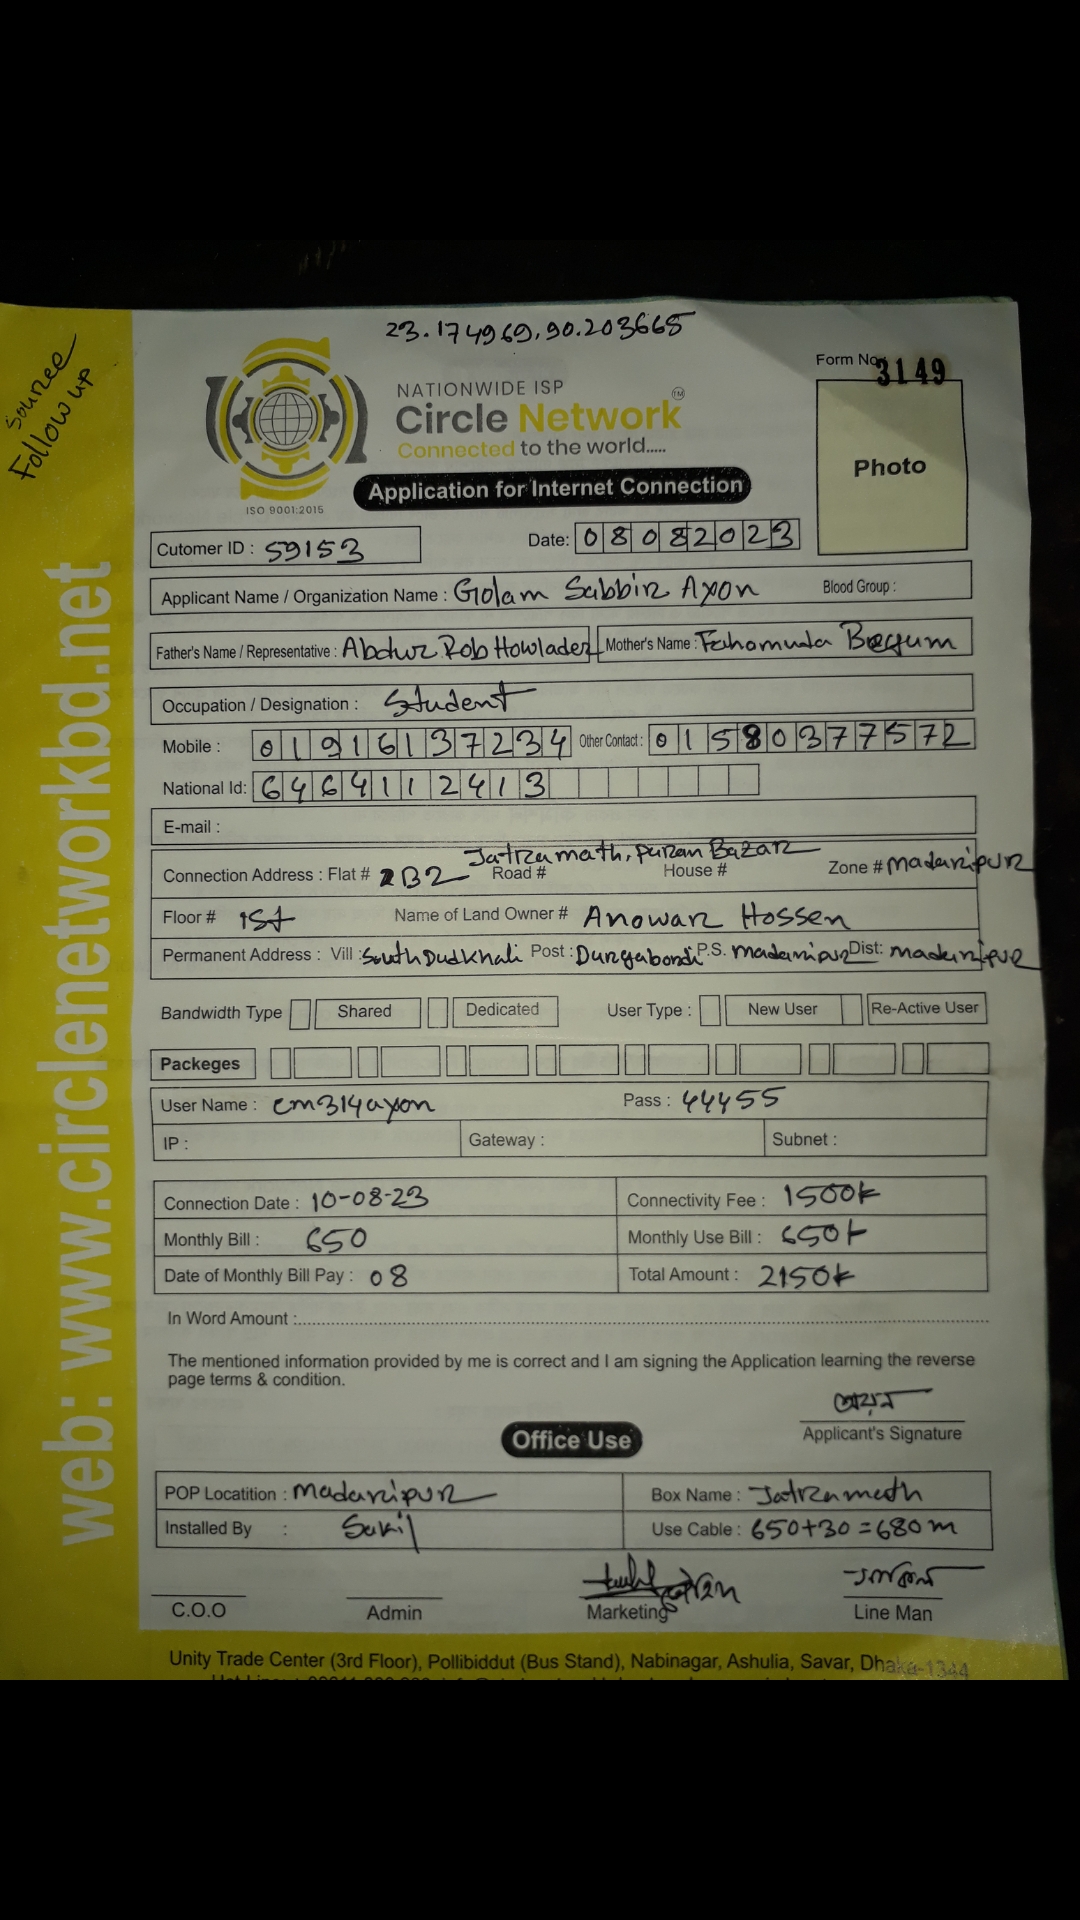 23.174969,90.203665
Source
Follow up
Form No. 3149
NATIONWIDE ISP
Circle Network TM
Connected to the world.....
ISO 9001:2015
Application for Internet Connection
Photo
Cutomer ID : 59153
Date: 08082023
Applicant Name / Organization Name : Golam Sabbir Ayon Blood Group :
Father's Name / Representative : Abdur Rob Howlader Mother's Name : Fahamuda Begum
Occupation / Designation : Student
Mobile : 01916137234 Other Contact : 01580377572
National Id: 6464112413
E-mail :
Jatramath, Puran Bazar
Connection Address : Flat # 2B2 Road # House # Zone # Madaripur
Floor # 1st Name of Land Owner # Anowar Hossen
Permanent Address : Vill : South Dudkhali Post : Durgabordi P.S. Madaripur Dist: Madaripur
Bandwidth Type Shared Dedicated User Type : New User Re-Active User
Packeges
User Name : cm314ayon Pass : 44455
IP : Gateway : Subnet :
Connection Date : 10-08-23 Connectivity Fee : 1500৳
Monthly Bill : 650 Monthly Use Bill : 650৳
Date of Monthly Bill Pay : 08 Total Amount : 2150৳
In Word Amount :
The mentioned information provided by me is correct and I am signing the Application learning the reverse
page terms & condition.
অয়ন
Applicant's Signature
Office Use
POP Locatition : Madaripur Box Name : Jatramath
Installed By : Sakil Use Cable : 650+30=680m
C.O.O Admin Marketing Line Man
Unity Trade Center (3rd Floor), Pollibiddut (Bus Stand), Nabinagar, Ashulia, Savar, Dhaka-1344
web: www.circlenetworkbd.net